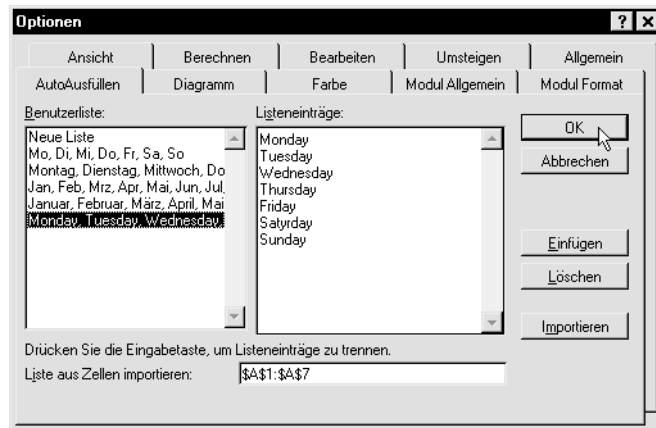 Optionen
Ansicht
Berechnen
Bearbeiten
Umsteigen
Allgemein
AutoAusfüllen
Diagramm
Farbe
Modul Allgemein
Modul Format
Benutzerliste:
Neue Liste
Mo, Di, Mi, Do, Fr, Sa, So
Montag, Dienstag, Mittwoch, Do
Jan, Feb, Mrz, Apr, Mai, Jun, Jul,
Januar, Februar, März, April, Mai
Monday, Tuesday, Wednesday,
Listeneinträge:
Monday
Tuesday
Wednesday
Thursday
Friday
Satyrday
Sunday
OK
Abbrechen
Einfügen
Löschen
Importieren
Drücken Sie die Eingabetaste, um Listeneinträge zu trennen.
Liste aus Zellen importieren: $A$1:$A$7